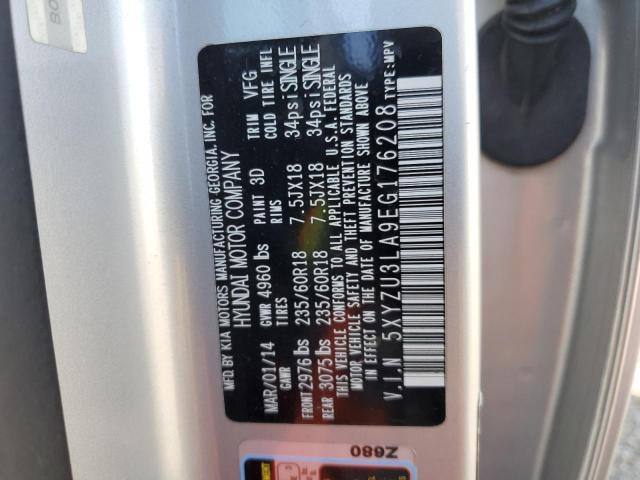 MFD. BY KIA MOTORS MANUFACTURING GEORGIA, INC. FOR
HYUNDAI MOTOR COMPANY
MAR/01/14 GVWR 4960 lbs PAINT 3D TRIM VFG
GAWR TIRES RIMS COLD TIRE INFL
FRONT 2976 lbs 235/60R18 7.5JX18 34psi SINGLE
REAR 3075 lbs 235/60R18 7.5JX18 34psi SINGLE
THIS VEHICLE CONFORMS TO ALL APPLICABLE U.S.A. FEDERAL
MOTOR VEHICLE SAFETY AND THEFT PREVENTION STANDARDS
IN EFFECT ON THE DATE OF MANUFACTURE SHOWN ABOVE
V.I.N 5XYZU3LA9EG176208 TYPE:MPV
Z680